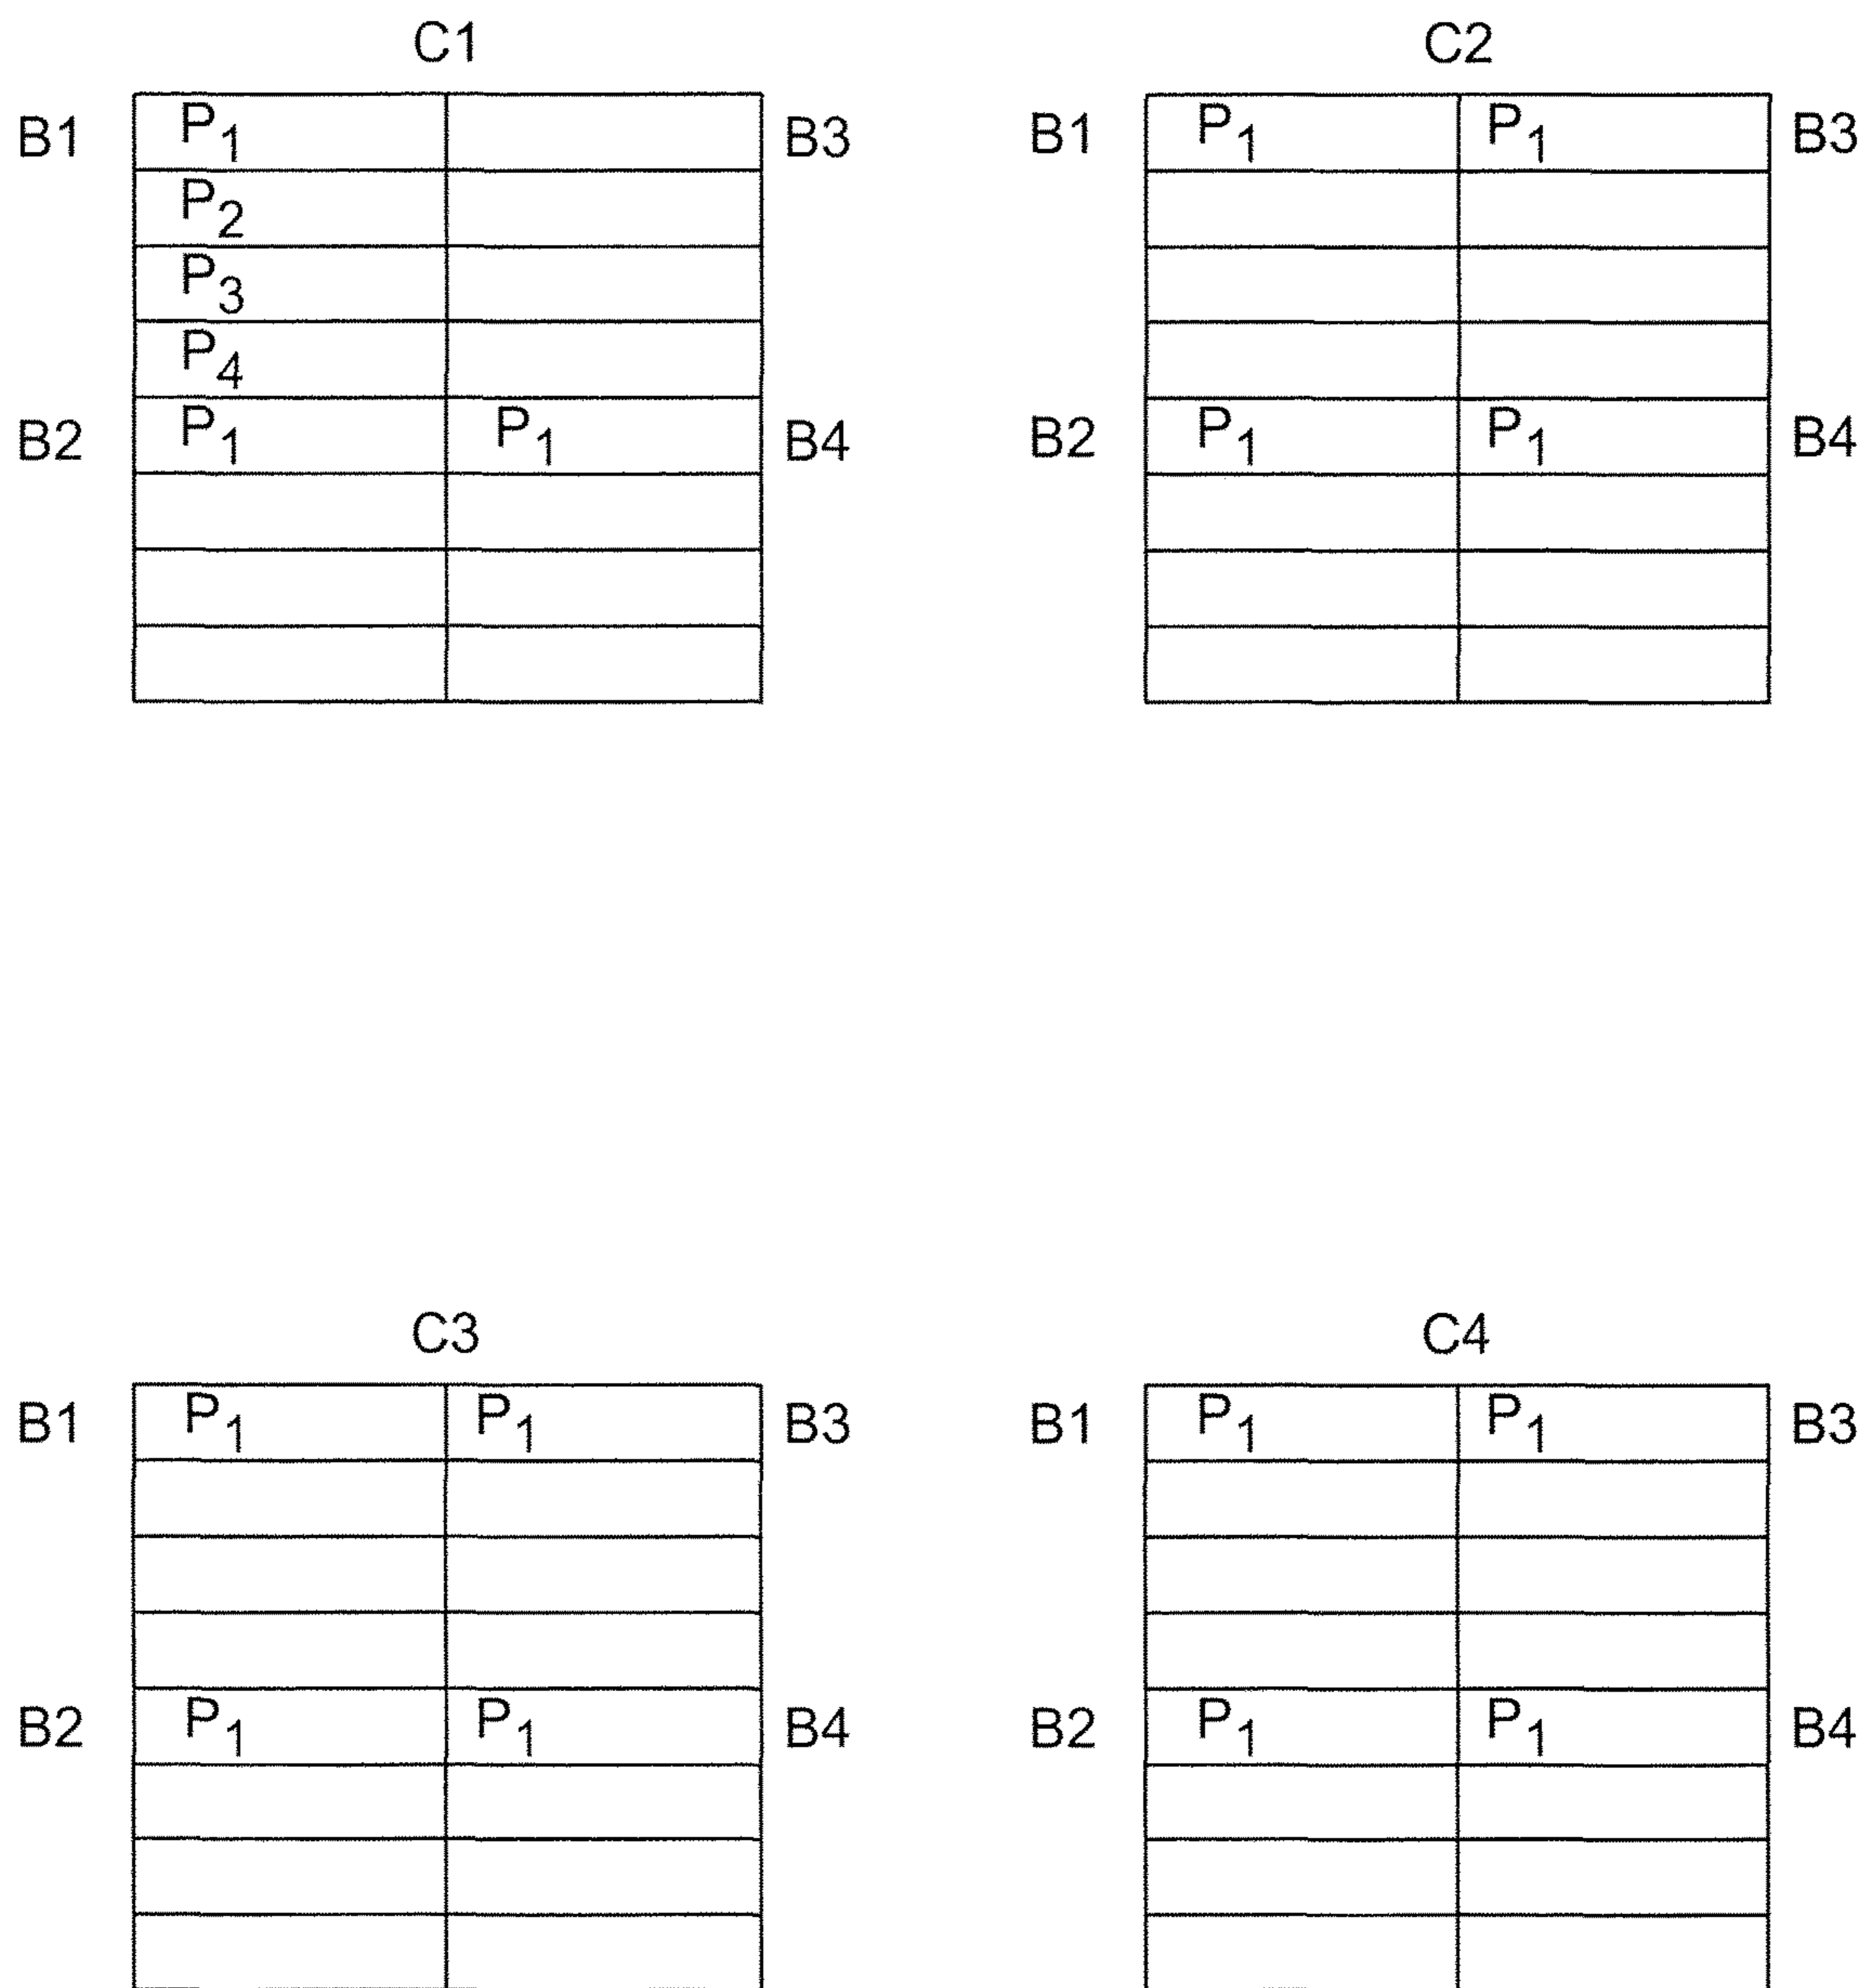 C1
B1 P₁ B3
P₂
P₃
P₄
B2 P₁ P₁ B4
C2
B1 P₁ P₁ B3
B2 P₁ P₁ B4
C3
B1 P₁ P₁ B3
B2 P₁ P₁ B4
C4
B1 P₁ P₁ B3
B2 P₁ P₁ B4